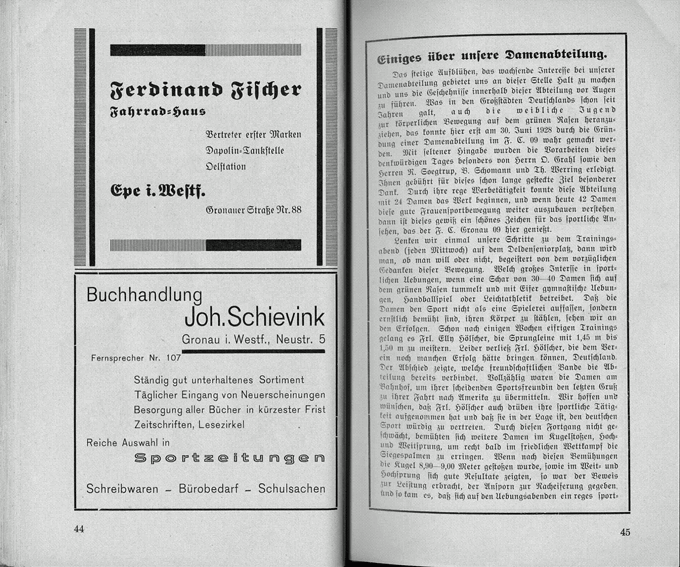 Ferdinand Fischer
Fahrrad-Haus
Vertreter erster Marken
Dapolin-Tankstelle
Oelstation
Epe i. Westf.
Gronauer Straße Nr. 88
Buchhandlung
Joh. Schievink
Gronau i. Westf., Neustr. 5
Fernsprecher Nr. 107
Ständig gut unterhaltenes Sortiment
Täglicher Eingang von Neuerscheinungen
Besorgung aller Bücher in kürzester Frist
Zeitschriften, Lesezirkel
Reiche Auswahl in
Sportzeitungen
Schreibwaren – Bürobedarf – Schulsachen
44
Einiges über unsere Damenabteilung.
Das stetige Aufblühen, das wachsende Interesse bei unserer
Damenabteilung gebietet uns an dieser Stelle Halt zu machen
und uns die Geschehnisse innerhalb dieser Abteilung vor Augen
zu führen. Was in den Großstädten Deutschlands schon seit
Jahren galt, auch die weibliche Jugend
zur körperlichen Bewegung auf dem grünen Rasen heranzu-
ziehen, das konnte hier erst am 30. Juni 1928 durch die Grün-
dung einer Damenabteilung im F. C. 09 wahr gemacht wer-
den. Mit seltener Hingabe wurden die Vorarbeiten dieses
denkwürdigen Tages besonders von Herrn O. Grahl sowie den
Herren R. Soegtrup, B. Schomann und Th. Werring erledigt.
Ihnen gebührt für dieses schon lange gesteckte Ziel besonderer
Dank. Durch ihre rege Werbetätigkeit konnte diese Abteilung
mit 24 Damen das Werk beginnen, und wenn heute 42 Damen
diese gute Frauensportbewegung weiter auszubauen verstehen,
dann ist dieses gewiß ein schönes Zeichen für das sportliche An-
sehen, das der F. C. Gronau 09 hier genießt.
Lenken wir einmal unsere Schritte zu dem Trainings-
abend (jeden Mittwoch) auf dem Deldenseniorplatz, dann wird
man, ob man will oder nicht, begeistert von dem vorzüglichen
Gedanken dieser Bewegung. Welch großes Interesse in sport-
lichen Uebungen, wenn eine Schar von 30–40 Damen sich auf
dem grünen Rasen tummelt und mit Eifer gymnastische Uebun-
gen, Handballspiel oder Leichtathletik betreibt. Daß die
Damen den Sport nicht als eine Spielerei auffassen, sondern
ernstlich bemüht sind, ihren Körper zu stählen, sehen wir an
den Erfolgen. Schon nach einigen Wochen eifrigen Trainings
gelang es Frl. Elly Hölscher, die Sprungleine mit 1,45 m bis
1,50 m zu meistern. Leider verließ Frl. Hölscher, die dem Ver-
ein noch manchen Erfolg hätte bringen können, Deutschland.
Der Abschied zeigte, welche freundschaftlichen Bande die Ab-
teilung bereits verbindet. Vollzählig waren die Damen am
Bahnhof, um ihrer scheidenden Sportsfreundin den letzten Gruß
zu ihrer Fahrt nach Amerika zu übermitteln. Wir hoffen und
wünschen, daß Frl. Hölscher auch drüben ihre sportliche Tätig-
keit aufgenommen hat und daß sie in der Lage ist, den deutschen
Sport würdig zu vertreten. Durch diesen Fortgang nicht ge-
schwächt, bemühten sich weitere Damen im Kugelstoßen, Hoch-
und Weitsprung, um recht bald im friedlichen Wettkampf die
Siegespalmen zu erringen. Wenn nach diesen Bemühungen
die Kugel 8,90–9,00 Meter gestoßen wurde, sowie im Weit- und
Hochsprung sich gute Resultate zeigten, so war der Beweis
zur Leistung erbracht, der Ansporn zur Nacheiferung gegeben
und so kam es, daß sich auf den Uebungsabenden ein reges sport-
45